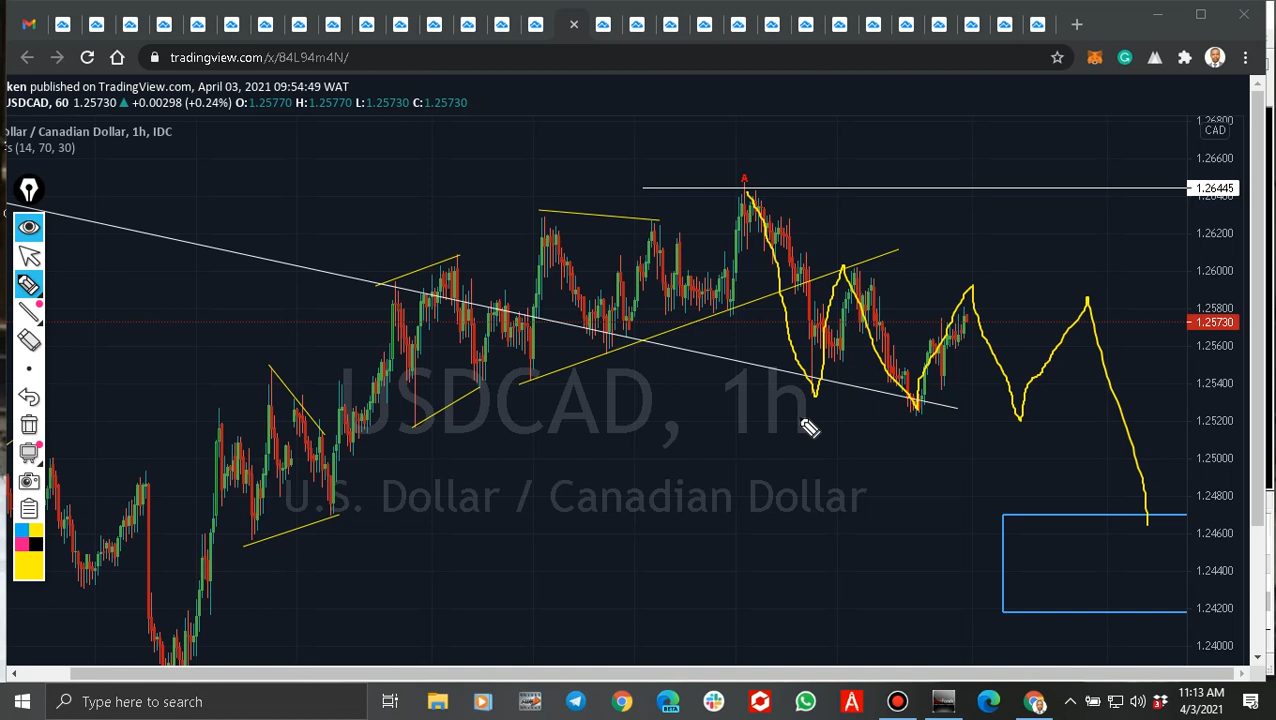 tradingview.com/x/84L94m4N/
ken published on TradingView.com, April 03, 2021 09:54:49 WAT
USDCAD, 60 1.25730 ▲ +0.00298 (+0.24%) O: 1.25770 H: 1.25770 L: 1.25730 C: 1.25730
ollar / Canadian Dollar, 1h, IDC
s (14, 70, 30)
1.26800
CAD
1.26600
A
1.26445
1.26400
1.26200
1.26000
1.25800
1.25730
1.25600
1.25400
USDCAD, 1h
1.25200
1.25000
U.S. Dollar / Canadian Dollar
1.24800
1.24600
1.24400
1.24200
1.24000
Type here to search
BETA
11:13 AM
4/3/2021